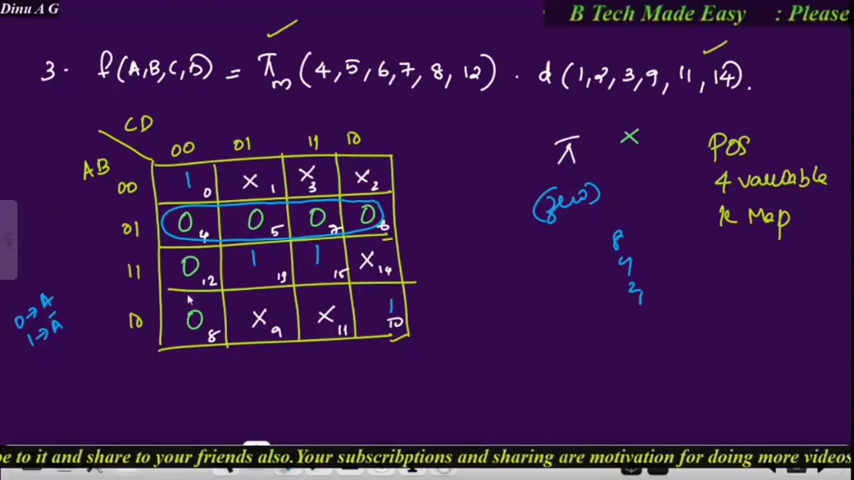 Dinu A G
B Tech Made Easy : Please
3. f(A,B,C,D) = π_m (4,5,6,7,8,12) . d(1,2,3,9,11,14).
CD
00 01 11 10
AB
00 1 0 X 1 X 3 X 2
01 0 4 0 5 0 7 0 6
11 0 12 1 13 1 15 X 14
10 0 8 X 9 X 11 1 10
0→A
1→Ā
π X
(zero)
8
4
2
POS
4 variable
K Map
e to it and share to your friends also.Your subscribptions and sharing are motivation for doing more videos